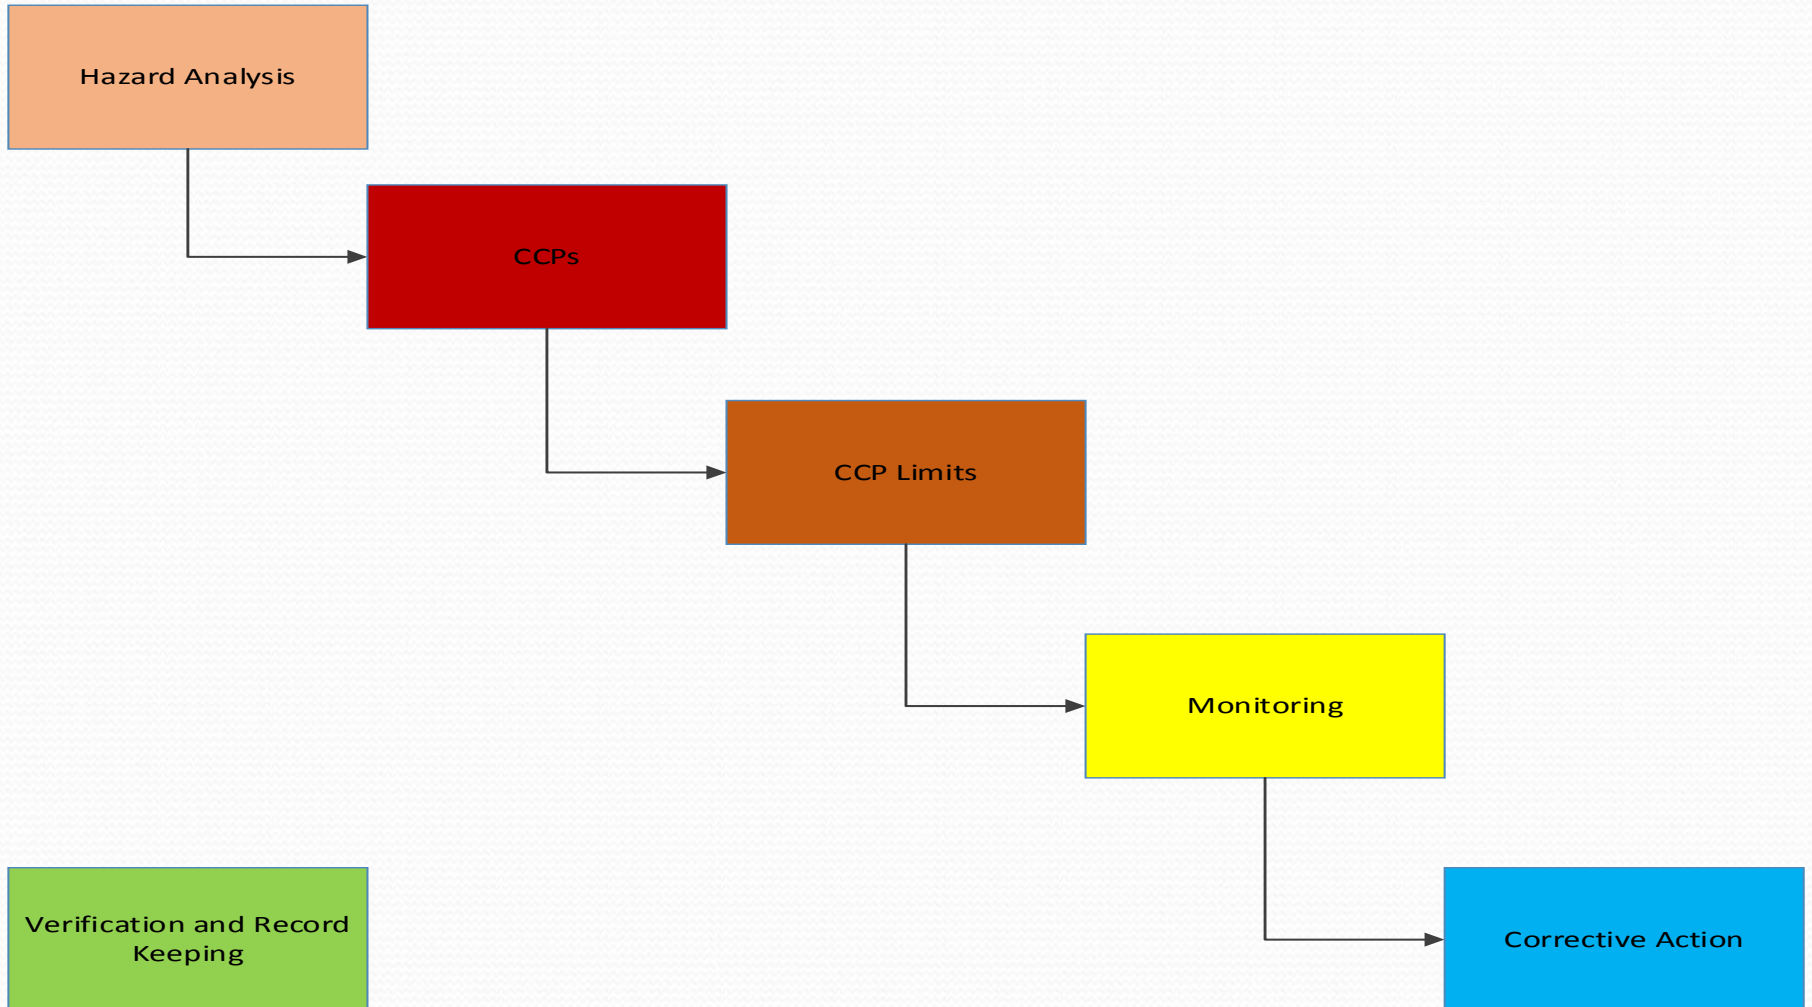 Hazard Analysis
CCPs
CCP Limits
Monitoring
Verification and Record
Keeping
Corrective Action